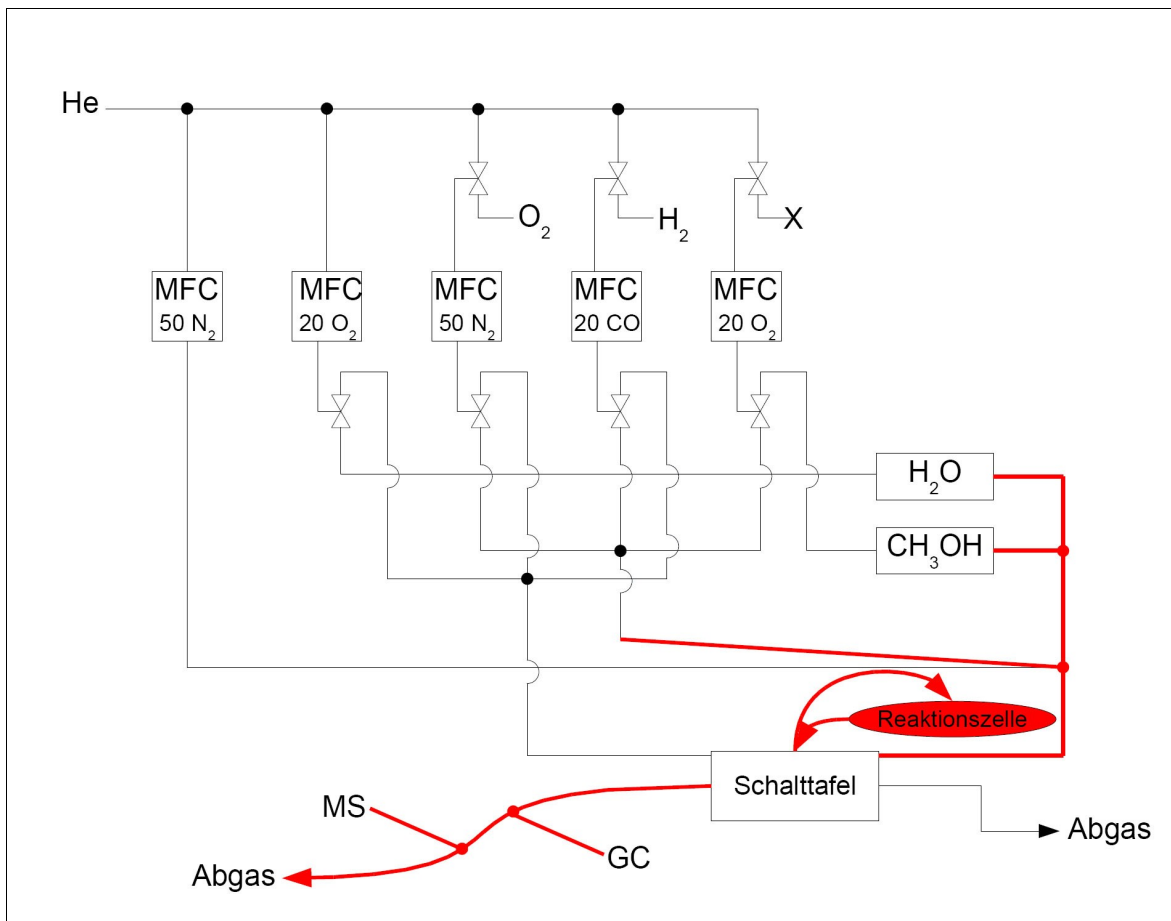 He
O₂
H₂
X
MFC
50 N₂
MFC
20 O₂
MFC
50 N₂
MFC
20 CO
MFC
20 O₂
H₂O
CH₃OH
Reaktionszelle
Schalttafel
MS
GC
Abgas
Abgas